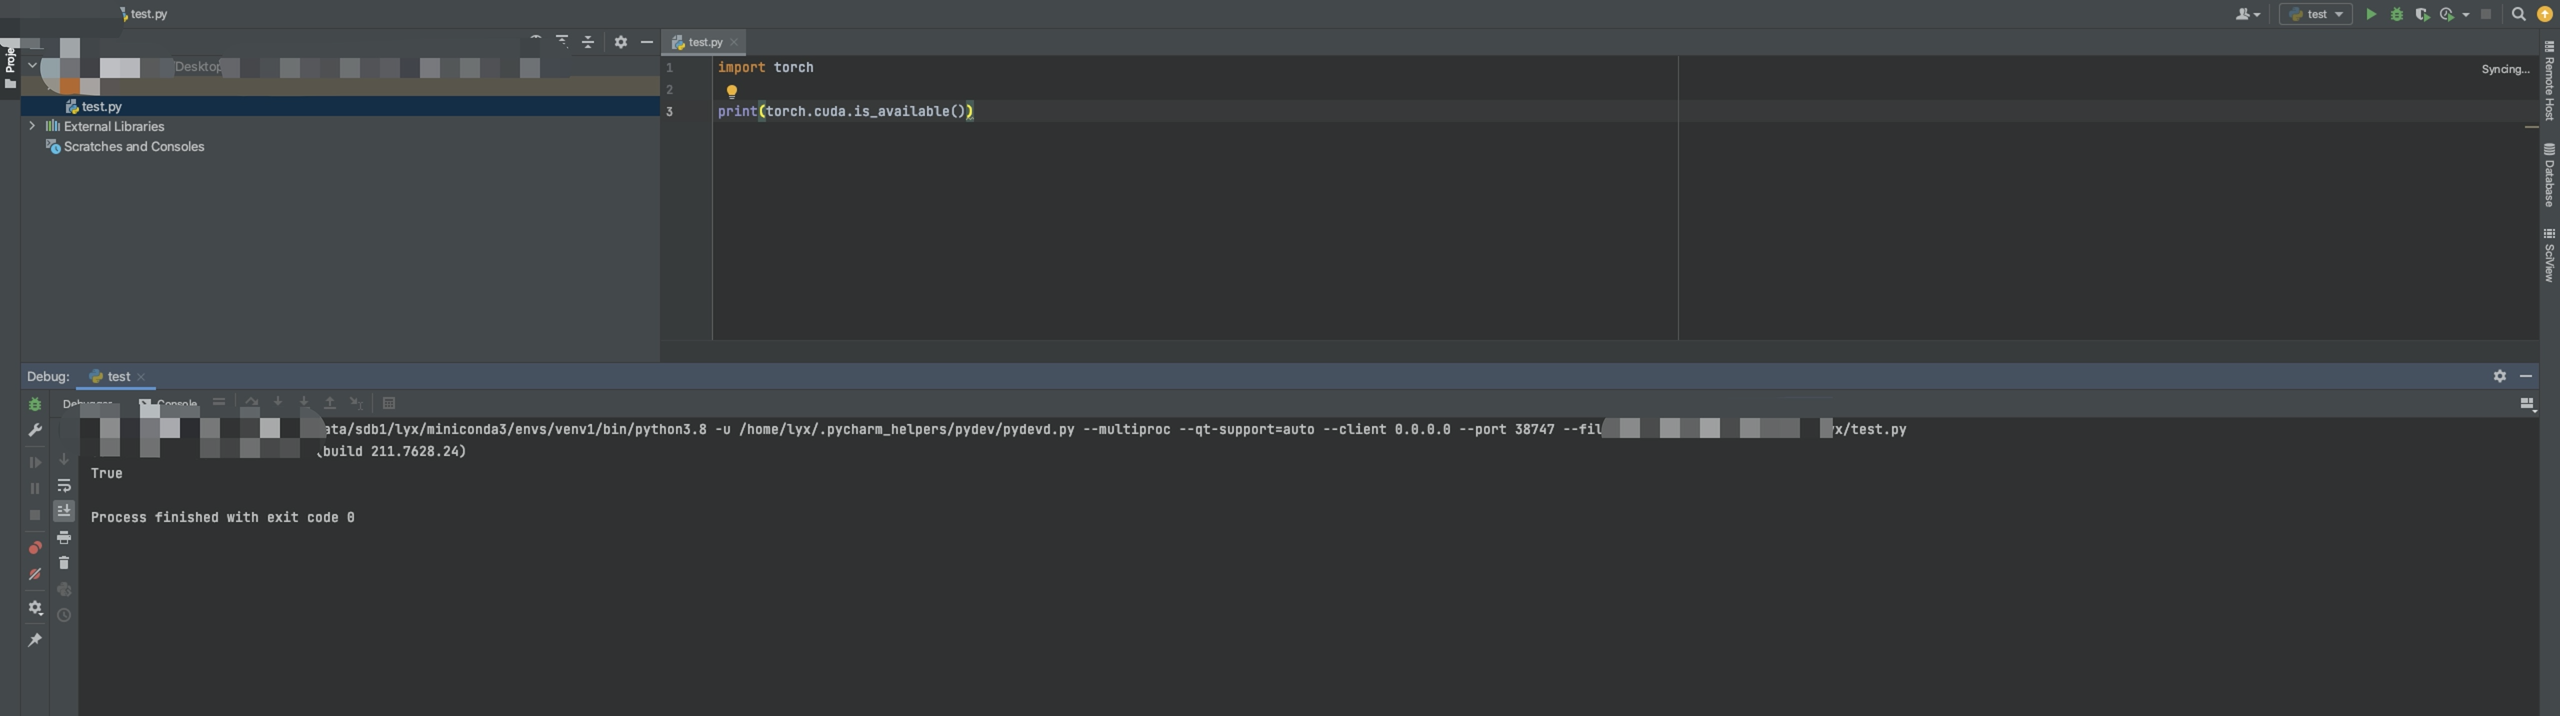 test.py
test
Proje
test.py
Desktop
1 import torch
Syncing...
2
test.py
3 print(torch.cuda.is_available())
External Libraries
Scratches and Consoles
Remote Host
Database
SciView
Debug: test
Debugger Console
ata/sdb1/lyx/miniconda3/envs/venv1/bin/python3.8 -u /home/lyx/.pycharm_helpers/pydev/pydevd.py --multiproc --qt-support=auto --client 0.0.0.0 --port 38747 --fil x/test.py
(build 211.7628.24)
True
Process finished with exit code 0